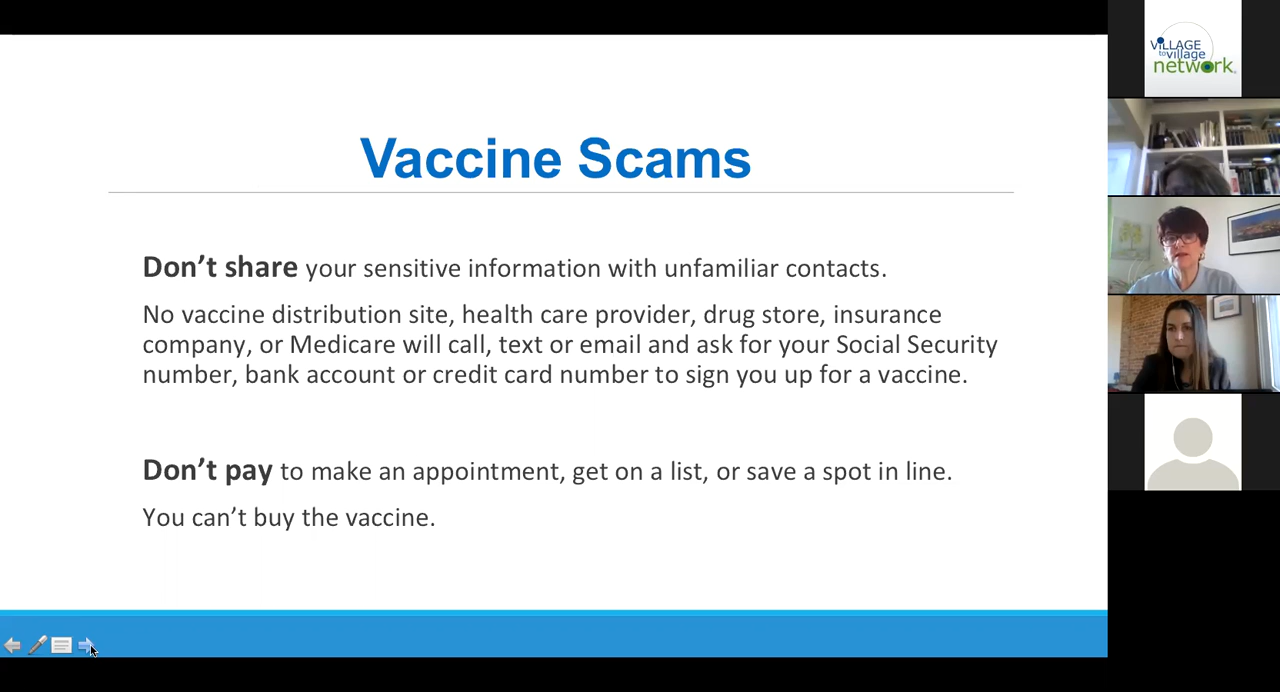 Vaccine Scams
Don’t share your sensitive information with unfamiliar contacts.
No vaccine distribution site, health care provider, drug store, insurance
company, or Medicare will call, text or email and ask for your Social Security
number, bank account or credit card number to sign you up for a vaccine.
Don’t pay to make an appointment, get on a list, or save a spot in line.
You can’t buy the vaccine.
ViLLAGE
to village
network®